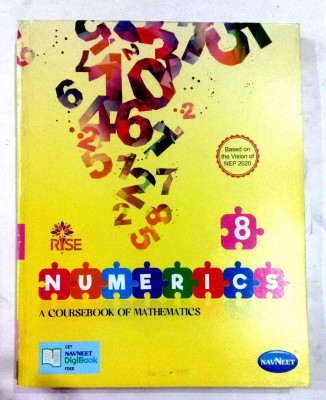 Based on
the Vision of
NEP 2020
8
RISE
NUMERICS
A COURSEBOOK OF MATHEMATICS
GET
NAVNEET
DigiBook
FREE
NAVNEET